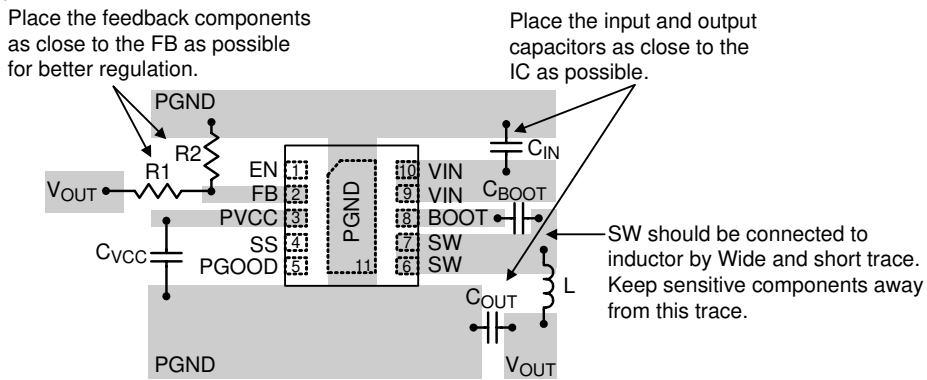 Place the feedback components
as close to the FB as possible
for better regulation.
Place the input and output
capacitors as close to the
IC as possible.
PGND
R2
R1
VOUT
CIN
EN 1
FB 2
PVCC 3
SS 4
PGOOD 5
PGND
11
10 VIN
9 VIN
8 BOOT
7 SW
6 SW
CBOOT
CVCC
SW should be connected to
inductor by Wide and short trace.
Keep sensitive components away
from this trace.
L
COUT
PGND
VOUT